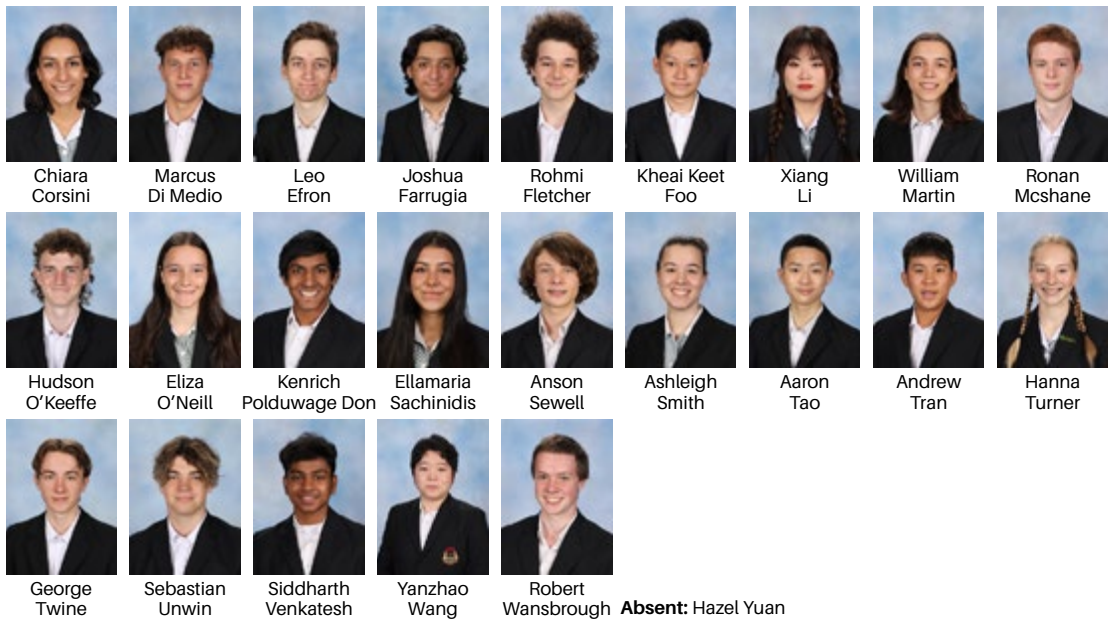 Chiara
Corsini
Marcus
Di Medio
Leo
Efron
Joshua
Farrugia
Rohmi
Fletcher
Kheai Keet
Foo
Xiang
Li
William
Martin
Ronan
Mcshane
Hudson
O’Keeffe
Eliza
O’Neill
Kenrich
Polduwage Don
Ellamaria
Sachinidis
Anson
Sewell
Ashleigh
Smith
Aaron
Tao
Andrew
Tran
Hanna
Turner
George
Twine
Sebastian
Unwin
Siddharth
Venkatesh
Yanzhao
Wang
Robert
Wansbrough
Absent: Hazel Yuan